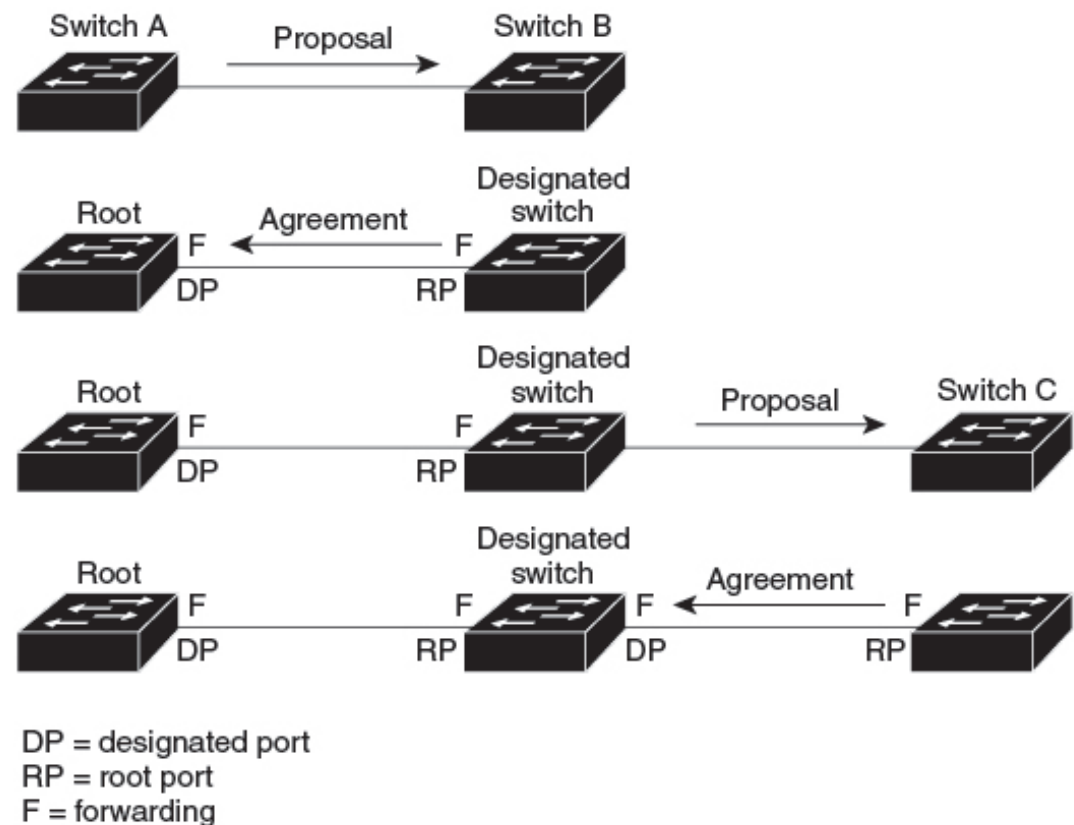 Switch A
Proposal
Switch B
Root
Agreement
Designated
switch
F
F
DP
RP
Root
Designated
switch
Proposal
Switch C
F
F
DP
RP
Root
Designated
switch
Agreement
F
F
F
F
DP
RP
DP
RP
DP = designated port
RP = root port
F = forwarding